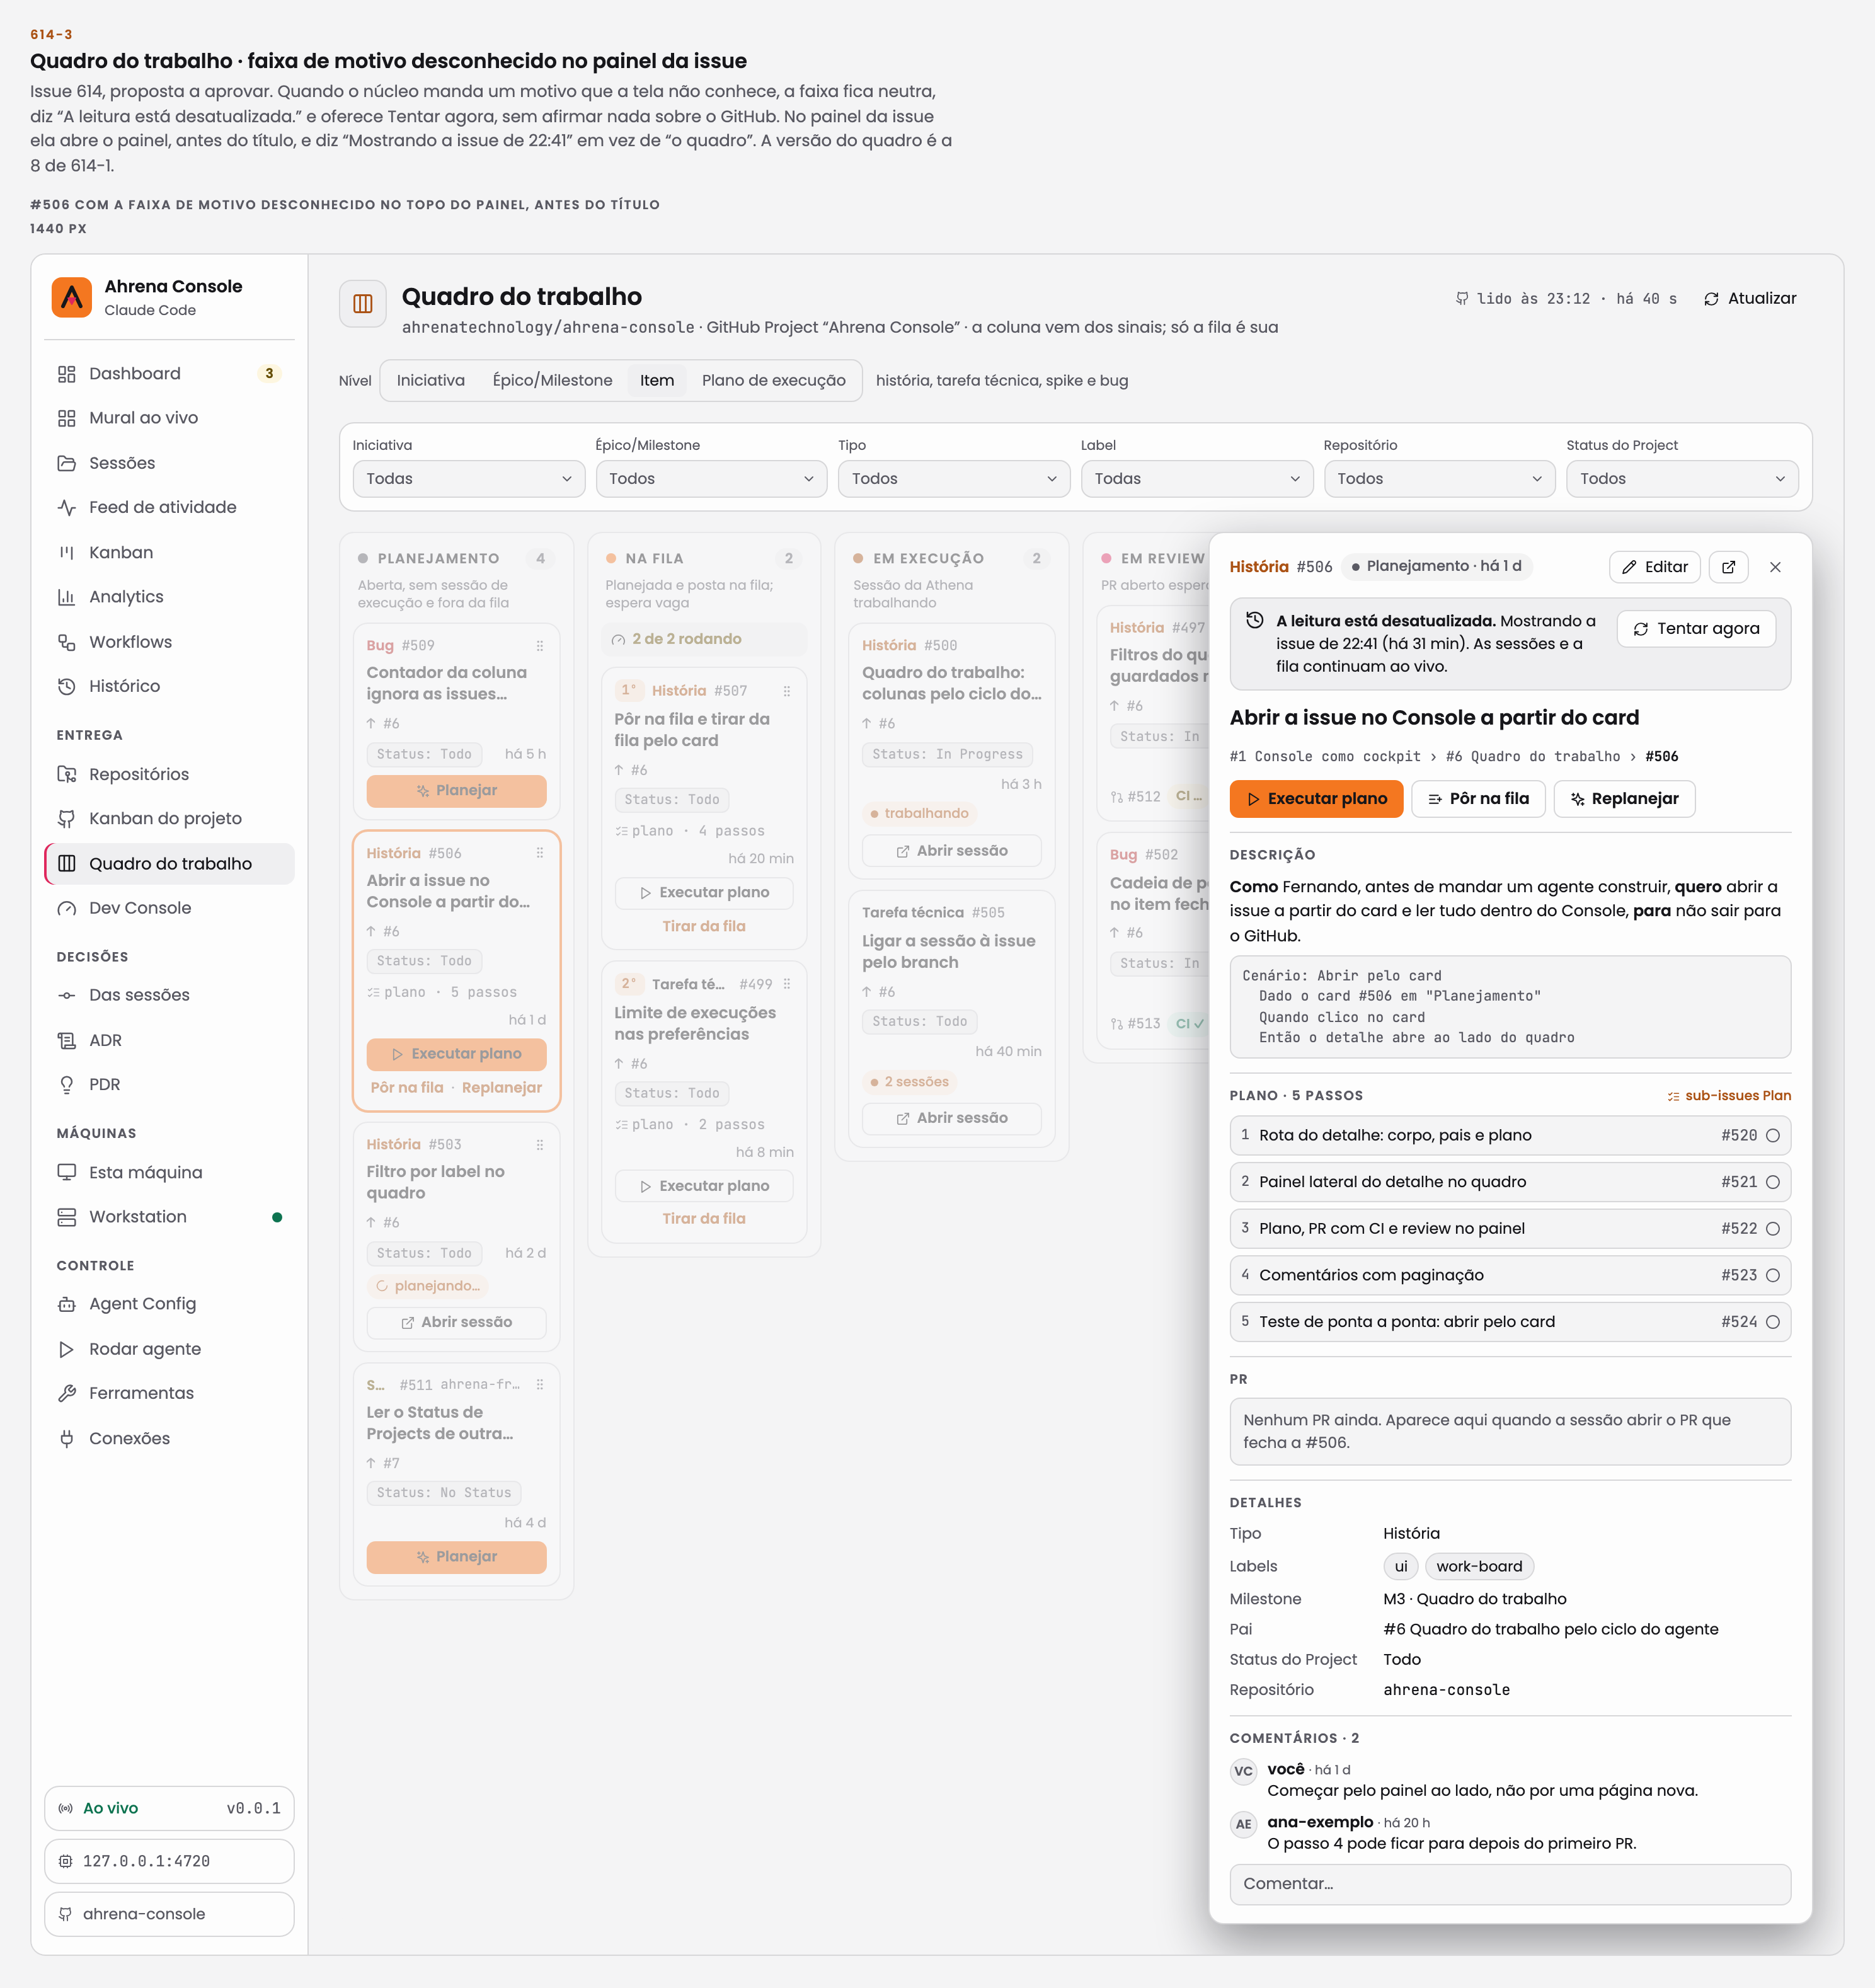 614-3
Quadro do trabalho · faixa de motivo desconhecido no painel da issue
Issue 614, proposta a aprovar. Quando o núcleo manda um motivo que a tela não conhece, a faixa fica neutra,
diz “A leitura está desatualizada.” e oferece Tentar agora, sem afirmar nada sobre o GitHub. No painel da issue
ela abre o painel, antes do título, e diz “Mostrando a issue de 22:41” em vez de “o quadro”. A versão do quadro é a
8 de 614-1.
#506 COM A FAIXA DE MOTIVO DESCONHECIDO NO TOPO DO PAINEL, ANTES DO TÍTULO
1440 PX
Ahrena Console
Claude Code
Dashboard 3
Mural ao vivo
Sessões
Feed de atividade
Kanban
Analytics
Workflows
Histórico
ENTREGA
Repositórios
Kanban do projeto
Quadro do trabalho
Dev Console
DECISÕES
Das sessões
ADR
PDR
MÁQUINAS
Esta máquina
Workstation
CONTROLE
Agent Config
Rodar agente
Ferramentas
Conexões
Ao vivo v0.0.1
127.0.0.1:4720
ahrena-console
Quadro do trabalho
ahrenatechnology/ahrena-console · GitHub Project “Ahrena Console” · a coluna vem dos sinais; só a fila é sua
lido às 23:12 · há 40 s
Atualizar
Nível Iniciativa Épico/Milestone Item Plano de execução história, tarefa técnica, spike e bug
Iniciativa Épico/Milestone Tipo Label Repositório Status do Project
Todas Todos Todos Todas Todos Todos
PLANEJAMENTO 4
Aberta, sem sessão de
execução e fora da fila
Bug #509
Contador da coluna
ignora as issues…
↑ #6
Status: Todo há 5 h
Planejar
História #506
Abrir a issue no
Console a partir do…
↑ #6
Status: Todo
plano · 5 passos
há 1 d
Executar plano
Pôr na fila · Replanejar
História #503
Filtro por label no
quadro
↑ #6
Status: Todo há 2 d
planejando…
Abrir sessão
S… #511 ahrena-fr…
Ler o Status de
Projects de outra…
↑ #7
Status: No Status
há 4 d
Planejar
NA FILA 2
Planejada e posta na fila;
espera vaga
2 de 2 rodando
1° História #507
Pôr na fila e tirar da
fila pelo card
↑ #6
Status: Todo
plano · 4 passos
há 20 min
Executar plano
Tirar da fila
2° Tarefa té… #499
Limite de execuções
nas preferências
↑ #6
Status: Todo
plano · 2 passos
há 8 min
Executar plano
Tirar da fila
EM EXECUÇÃO 2
Sessão da Athena
trabalhando
História #500
Quadro do trabalho:
colunas pelo ciclo do…
↑ #6
Status: In Progress
há 3 h
trabalhando
Abrir sessão
Tarefa técnica #505
Ligar a sessão à issue
pelo branch
↑ #6
Status: Todo
há 40 min
2 sessões
Abrir sessão
EM REVIEW
PR aberto esper
História #497
Filtros do qu
guardados
↑ #6
Status: In
#512 CI …
Bug #502
Cadeia de p
no item fech
↑ #6
Status: In
#513 CI ✓
História #506 Planejamento · há 1 d Editar
A leitura está desatualizada. Mostrando a
issue de 22:41 (há 31 min). As sessões e a
fila continuam ao vivo.
Tentar agora
Abrir a issue no Console a partir do card
#1 Console como cockpit › #6 Quadro do trabalho › #506
Executar plano Pôr na fila Replanejar
DESCRIÇÃO
Como Fernando, antes de mandar um agente construir, quero abrir a
issue a partir do card e ler tudo dentro do Console, para não sair para
o GitHub.
Cenário: Abrir pelo card
Dado o card #506 em "Planejamento"
Quando clico no card
Então o detalhe abre ao lado do quadro
PLANO · 5 PASSOS sub-issues Plan
1 Rota do detalhe: corpo, pais e plano #520
2 Painel lateral do detalhe no quadro #521
3 Plano, PR com CI e review no painel #522
4 Comentários com paginação #523
5 Teste de ponta a ponta: abrir pelo card #524
PR
Nenhum PR ainda. Aparece aqui quando a sessão abrir o PR que
fecha a #506.
DETALHES
Tipo História
Labels ui work-board
Milestone M3 · Quadro do trabalho
Pai #6 Quadro do trabalho pelo ciclo do agente
Status do Project Todo
Repositório ahrena-console
COMENTÁRIOS · 2
VC você · há 1 d
Começar pelo painel ao lado, não por uma página nova.
AE ana-exemplo · há 20 h
O passo 4 pode ficar para depois do primeiro PR.
Comentar…